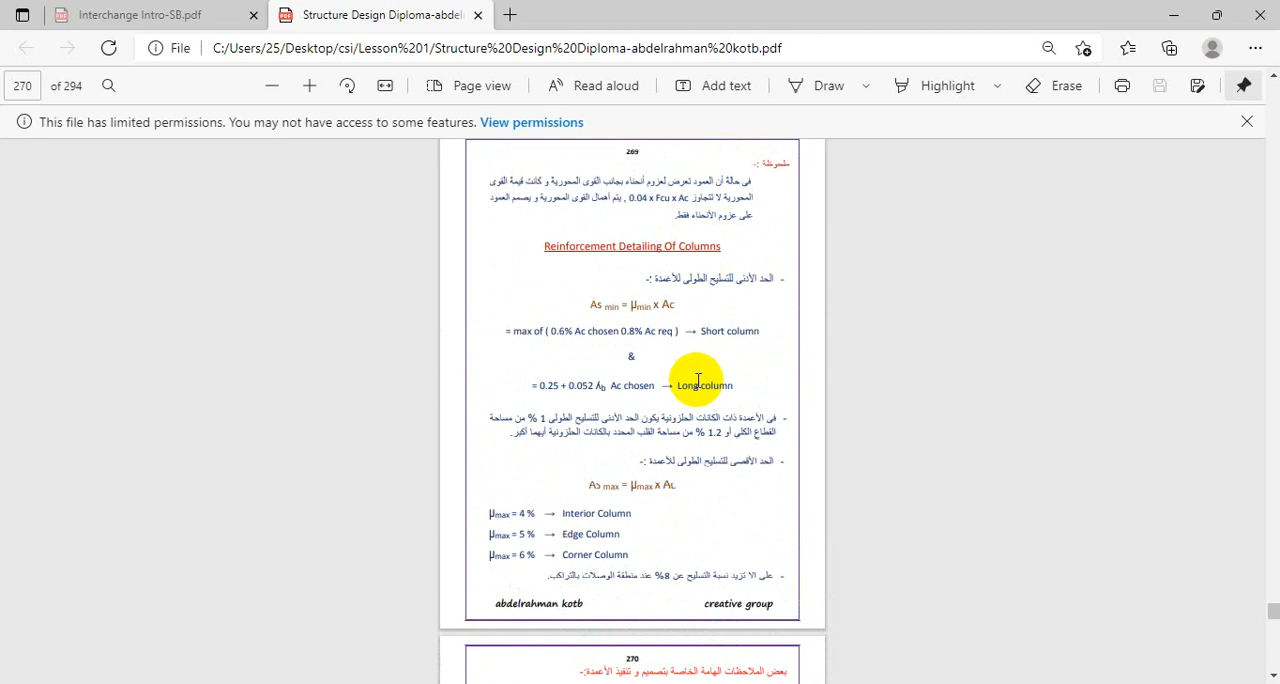 Interchange Intro-SB.pdf
Structure Design Diploma-abdel
File
C:/Users/25/Desktop/csi/Lesson%201/Structure%20Design%20Diploma-abdelrahman%20kotb.pdf
270 of 294
Page view
Read aloud
Add text
Draw
Highlight
Erase
This file has limited permissions. You may not have access to some features. View permissions
269
ملحوظة :-
فى حالة أن العمود تعرض لعزوم أنحناء بجانب القوى المحورية و كانت قيمة القوى
المحورية لا تتجاوز 0.04 x Fcu x Ac , يتم أهمال القوى المحورية و يصمم العمود
على عزوم الأنحناء فقط.
Reinforcement Detailing Of Columns
- الحد الأدنى للتسليح الطولى للأعمدة :-
As min = μmin x Ac
= max of ( 0.6% Ac chosen 0.8% Ac req ) → Short column
&
= 0.25 + 0.052 ʎb Ac chosen → Long column
- فى الأعمدة ذات الكانات الحلزونية يكون الحد الأدنى للتسليح الطولى 1 % من مساحة
القطاع الكلى أو 1.2 % من مساحة القلب المحدد بالكانات الحلزونية أيهما أكبر.
- الحد الأقصى للتسليح الطولى للأعمدة :-
As max = μmax x Ac
μmax = 4 % → Interior Column
μmax = 5 % → Edge Column
μmax = 6 % → Corner Column
- على الا تزيد نسبة التسليح عن 8% عند منطقة الوصلات بالتراكب.
abdelrahman kotb creative group
270
بعض الملاحظات الهامة الخاصة بتصميم و تنفيذ الأعمدة:-